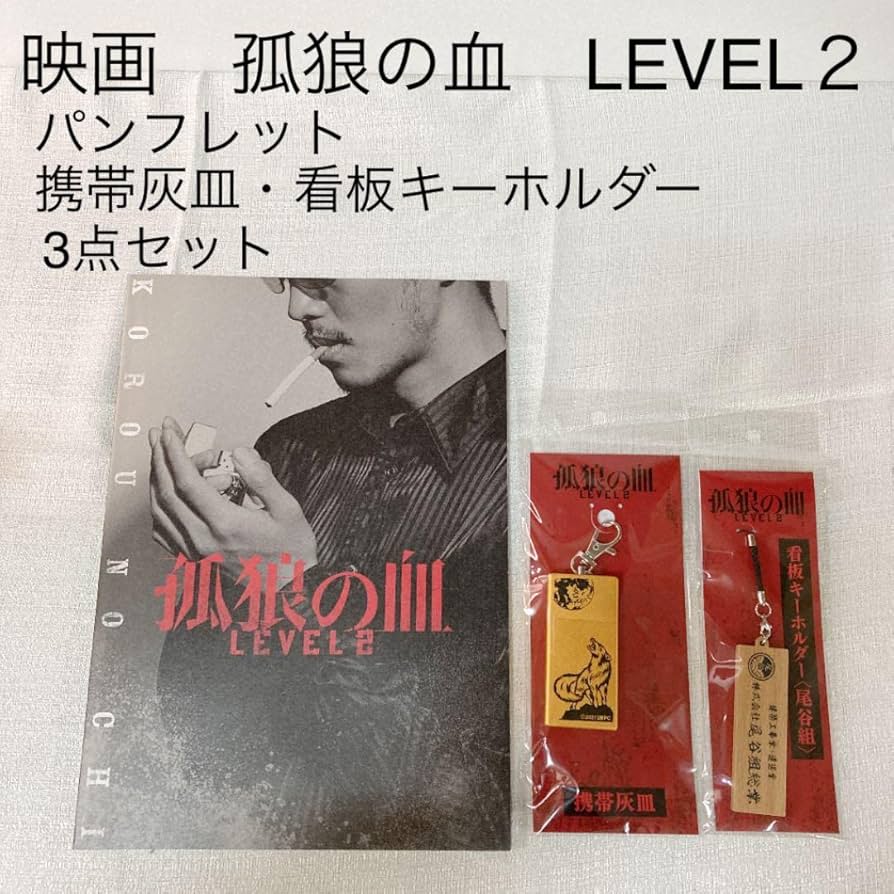 映画 孤狼の血 LEVEL2
パンフレット
携帯灰皿・看板キーホルダー
3点セット
KOROU NO CHI
孤狼の血
LEVEL2
孤狼の血
LEVEL2
携帯灰皿
孤狼の血
LEVEL2
看板キーホルダー〈尾谷組〉
株式会社尾谷組総業